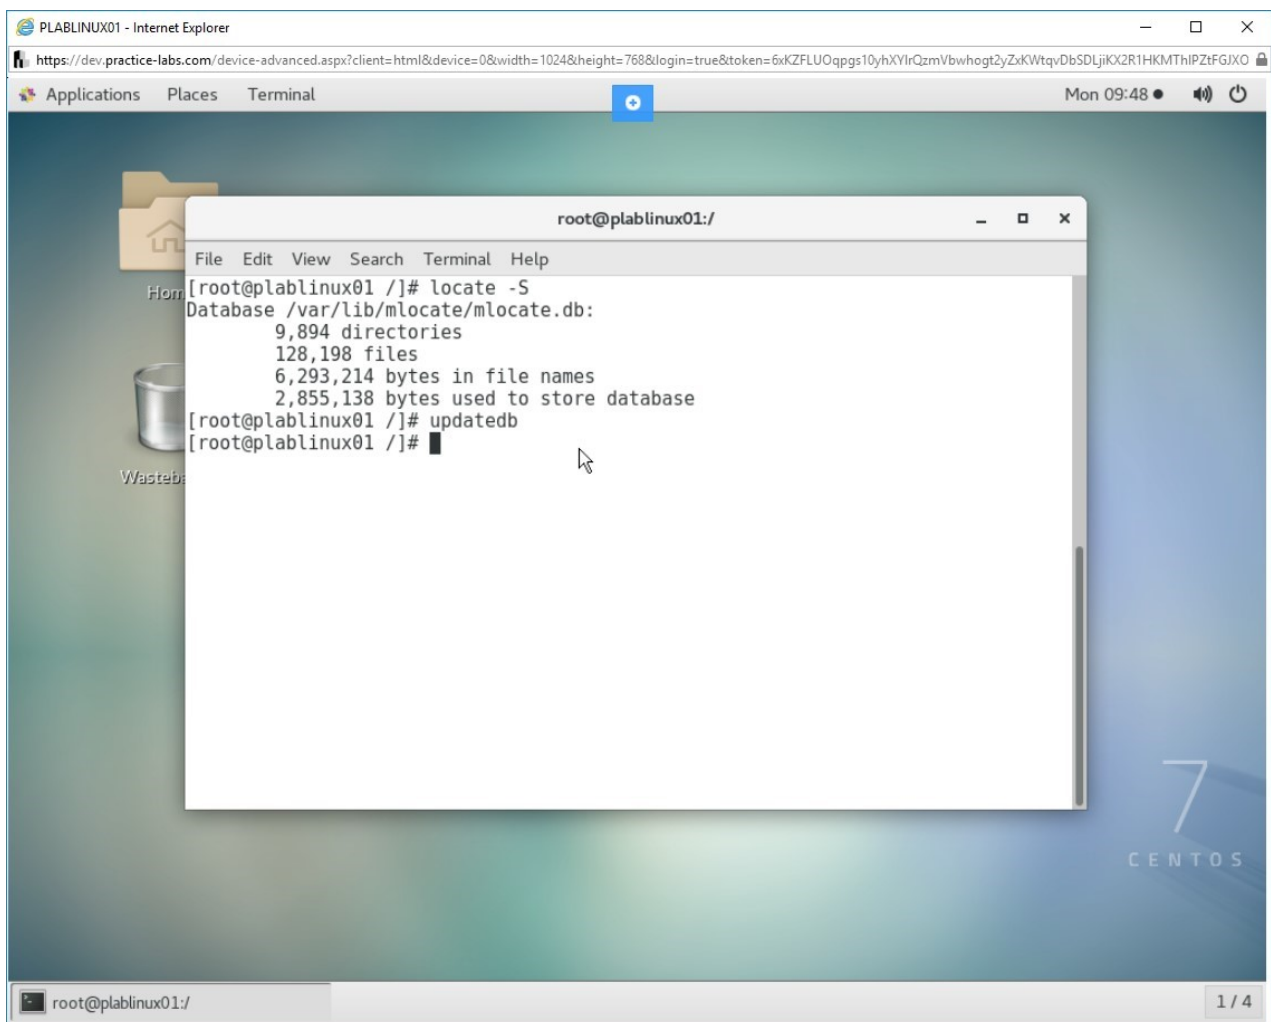 PLABLINUX01 - Internet Explorer
https://dev.practice-labs.com/device-advanced.aspx?client=html&device=0&width=1024&height=768&login=true&token=6xKZFLUOqpgs10yhXYIrQzmVbwhogt2yZxKWtqvDbSDLjiKX2R1HKMThIPZtFGJXO
Applications Places Terminal Mon 09:48
root@plablinux01:/
File Edit View Search Terminal Help
[root@plablinux01 /]# locate -S
Database /var/lib/mlocate/mlocate.db:
9,894 directories
128,198 files
6,293,214 bytes in file names
2,855,138 bytes used to store database
[root@plablinux01 /]# updatedb
[root@plablinux01 /]#
Hom
Wasteb
7
CENTOS
root@plablinux01:/
1 / 4